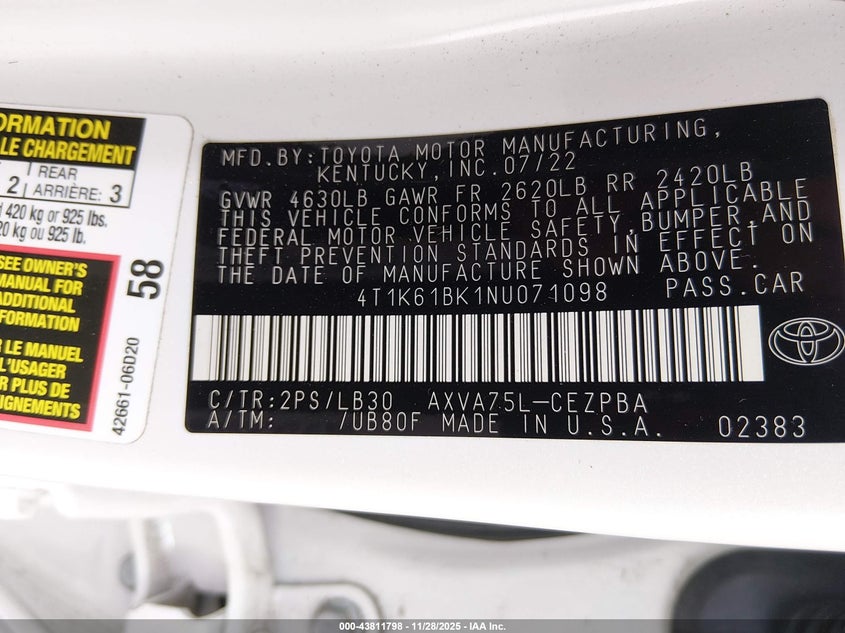 ORMATION
LE CHARGEMENT
2
REAR
ARRIÈRE: 3
420 kg or 925 lbs.
20 kg ou 925 lb.
SEE OWNER'S
MANUAL FOR
ADDITIONAL
FORMATION
R LE MANUEL
L'USAGER
R PLUS DE
IGNEMENTS
58
42661-06D20
MFD.BY:TOYOTA MOTOR MANUFACTURING,
KENTUCKY,INC.07/22
GVWR 4630LB GAWR FR 2620LB RR 2420LB
THIS VEHICLE CONFORMS TO ALL APPLICABLE
FEDERAL MOTOR VEHICLE SAFETY,BUMPER,AND
THEFT PREVENTION STANDARDS IN EFFECT ON
THE DATE OF MANUFACTURE SHOWN ABOVE.
4T1K61BK1NU071098 PASS.CAR
C/TR:2PS/LB30 AXVA75L-CEZPBA
A/TM: /UB80F MADE IN U.S.A. 02383
000-43811798 - 11/28/2025 - IAA Inc.